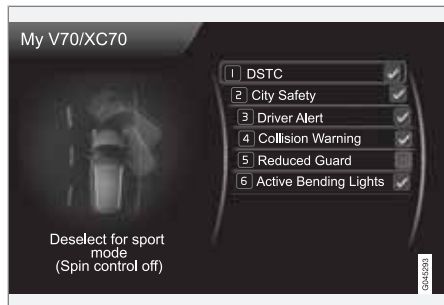 My V70/XC70
1 DSTC
2 City Safety
3 Driver Alert
4 Collision Warning
5 Reduced Guard
6 Active Bending Lights
Deselect for sport
mode
(Spin control off)
G045293